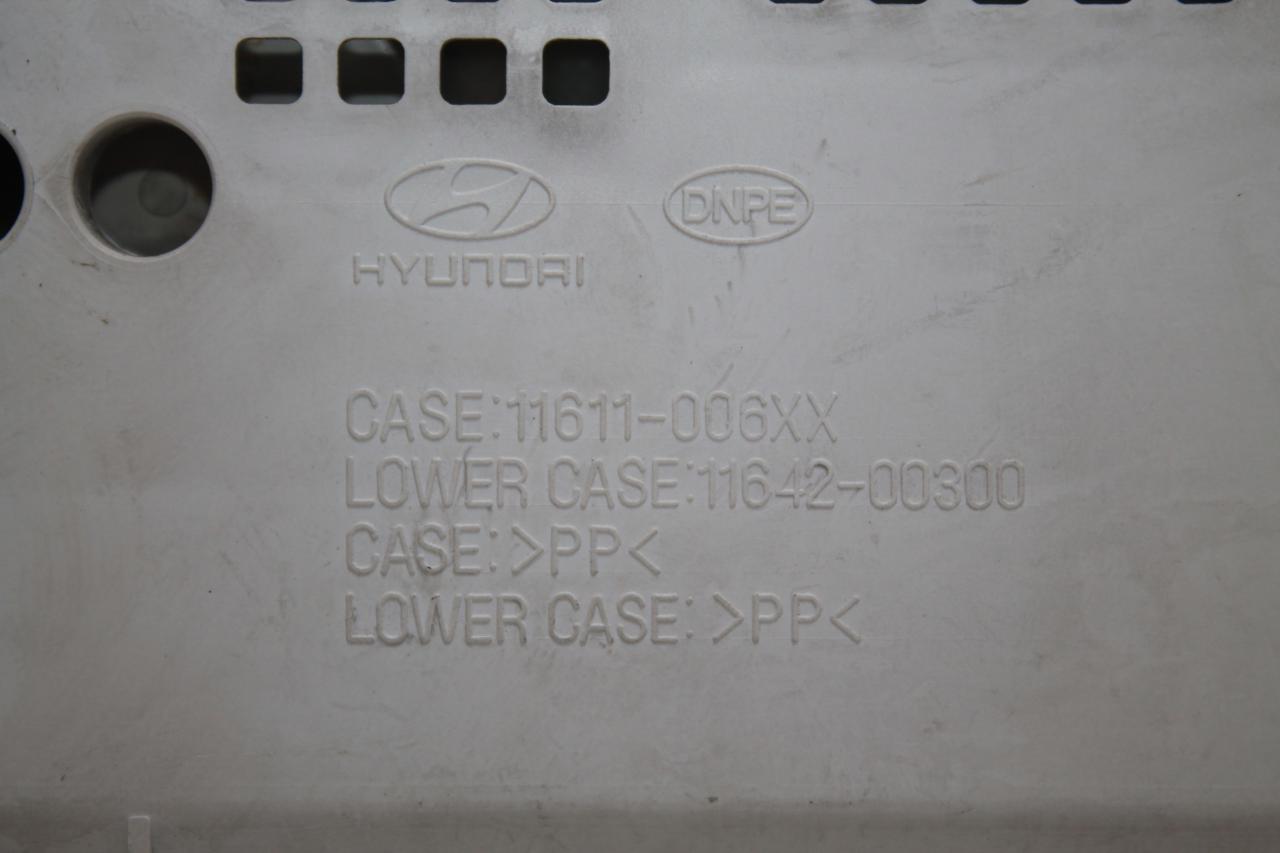 HYUNDAI
DNPE
CASE:11611-006XX
LOWER CASE:11642-00300
CASE:>PP<
LOWER CASE:>PP<